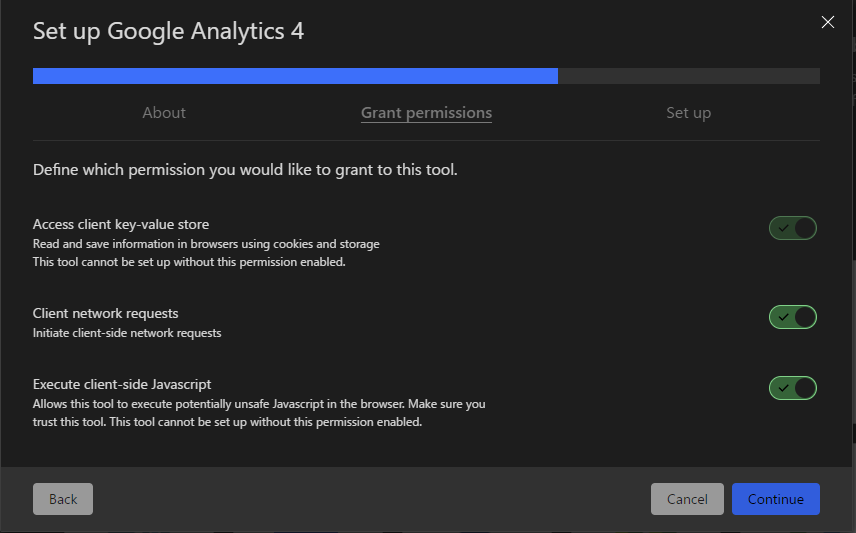 Set up Google Analytics 4
About
Grant permissions
Set up
Define which permission you would like to grant to this tool.
Access client key-value store
Read and save information in browsers using cookies and storage
This tool cannot be set up without this permission enabled.
Client network requests
Initiate client-side network requests
Execute client-side Javascript
Allows this tool to execute potentially unsafe Javascript in the browser. Make sure you
trust this tool. This tool cannot be set up without this permission enabled.
Back
Cancel
Continue